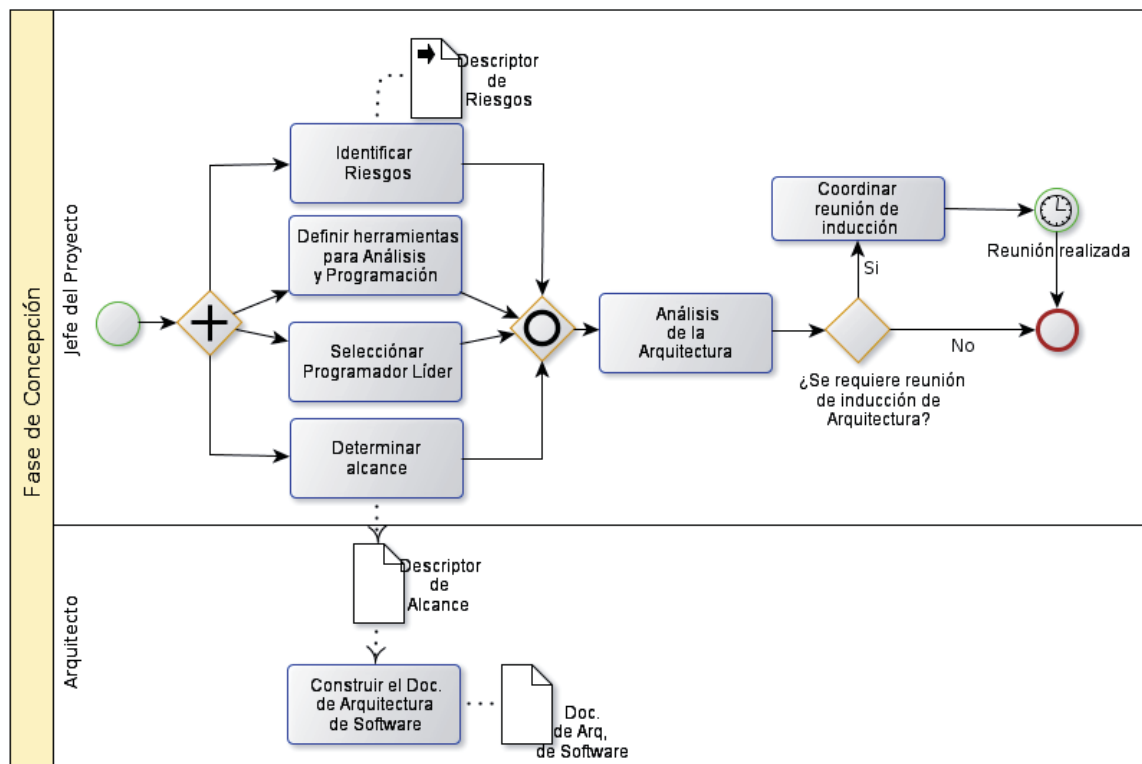 Fase de Concepción
Jefe del Proyecto
Descriptor
de
Riesgos
Identificar
Riesgos
Definir herramientas
para Análisis
y Programación
Selecciónar
Programador Líder
Determinar
alcance
Análisis
de la
Arquitectura
Coordinar
reunión de
inducción
Reunión realizada
Si
No
¿Se requiere reunión
de inducción de
Arquitectura?
Arquitecto
Descriptor
de
Alcance
Construir el Doc.
de Arquitectura
de Software
Doc.
de Arq,
de Software